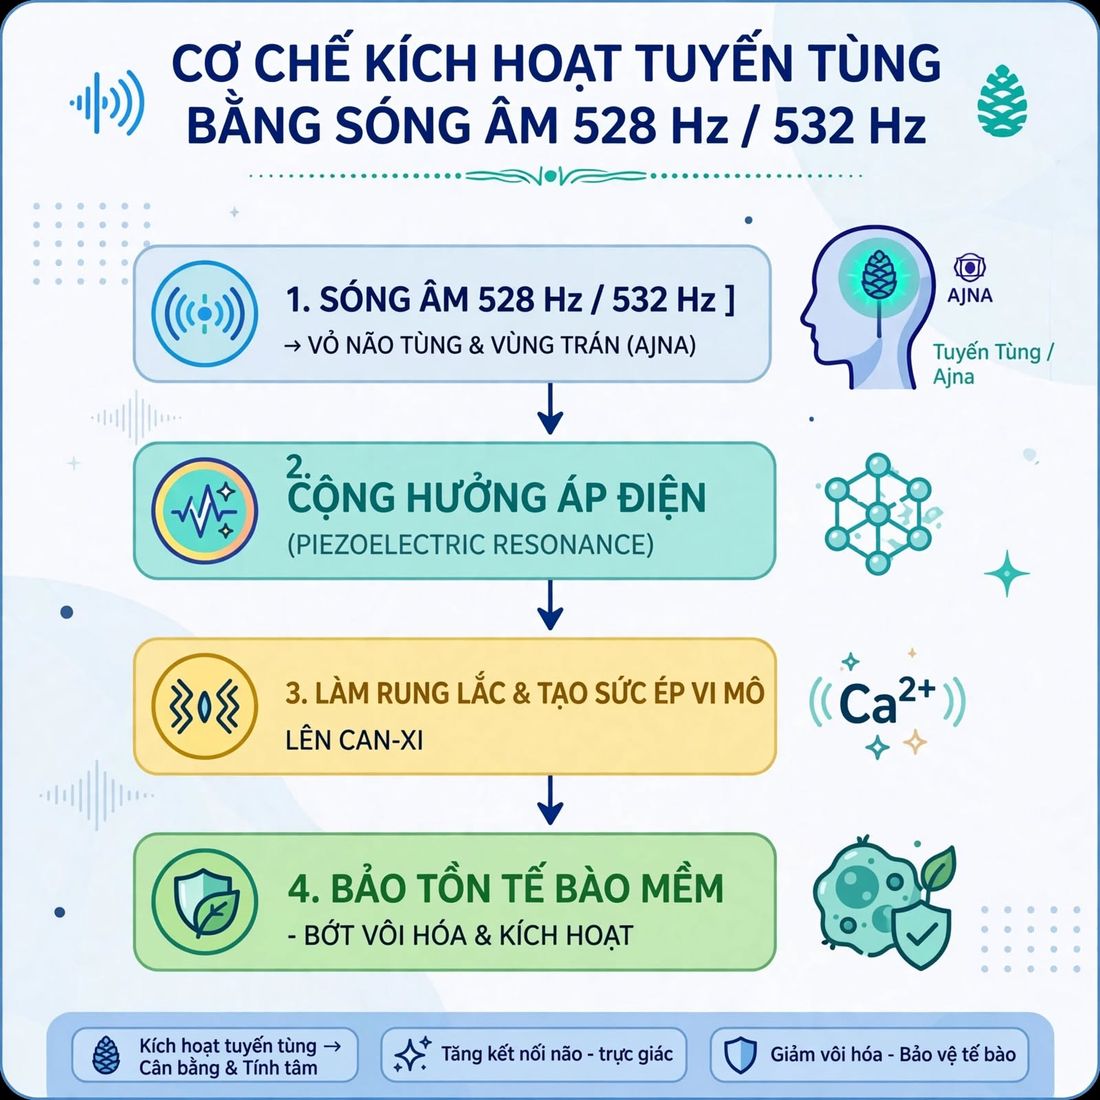 CƠ CHẾ KÍCH HOẠT TUYẾN TÙNG
BẰNG SÓNG ÂM 528 Hz / 532 Hz
1. SÓNG ÂM 528 Hz / 532 Hz ]
→ VỎ NÃO TÙNG & VÙNG TRÁN (AJNA)
AJNA
Tuyến Tùng /
Ajna
2.
CỘNG HƯỞNG ÁP ĐIỆN
(PIEZOELECTRIC RESONANCE)
3. LÀM RUNG LẮC & TẠO SỨC ÉP VI MÔ
LÊN CAN-XI
Ca²⁺
4. BẢO TỒN TẾ BÀO MỀM
- BỚT VÔI HÓA & KÍCH HOẠT
Kích hoạt tuyến tùng →
Cân bằng & Tính tâm
Tăng kết nối não - trực giác
Giảm vôi hóa - Bảo vệ tế bào